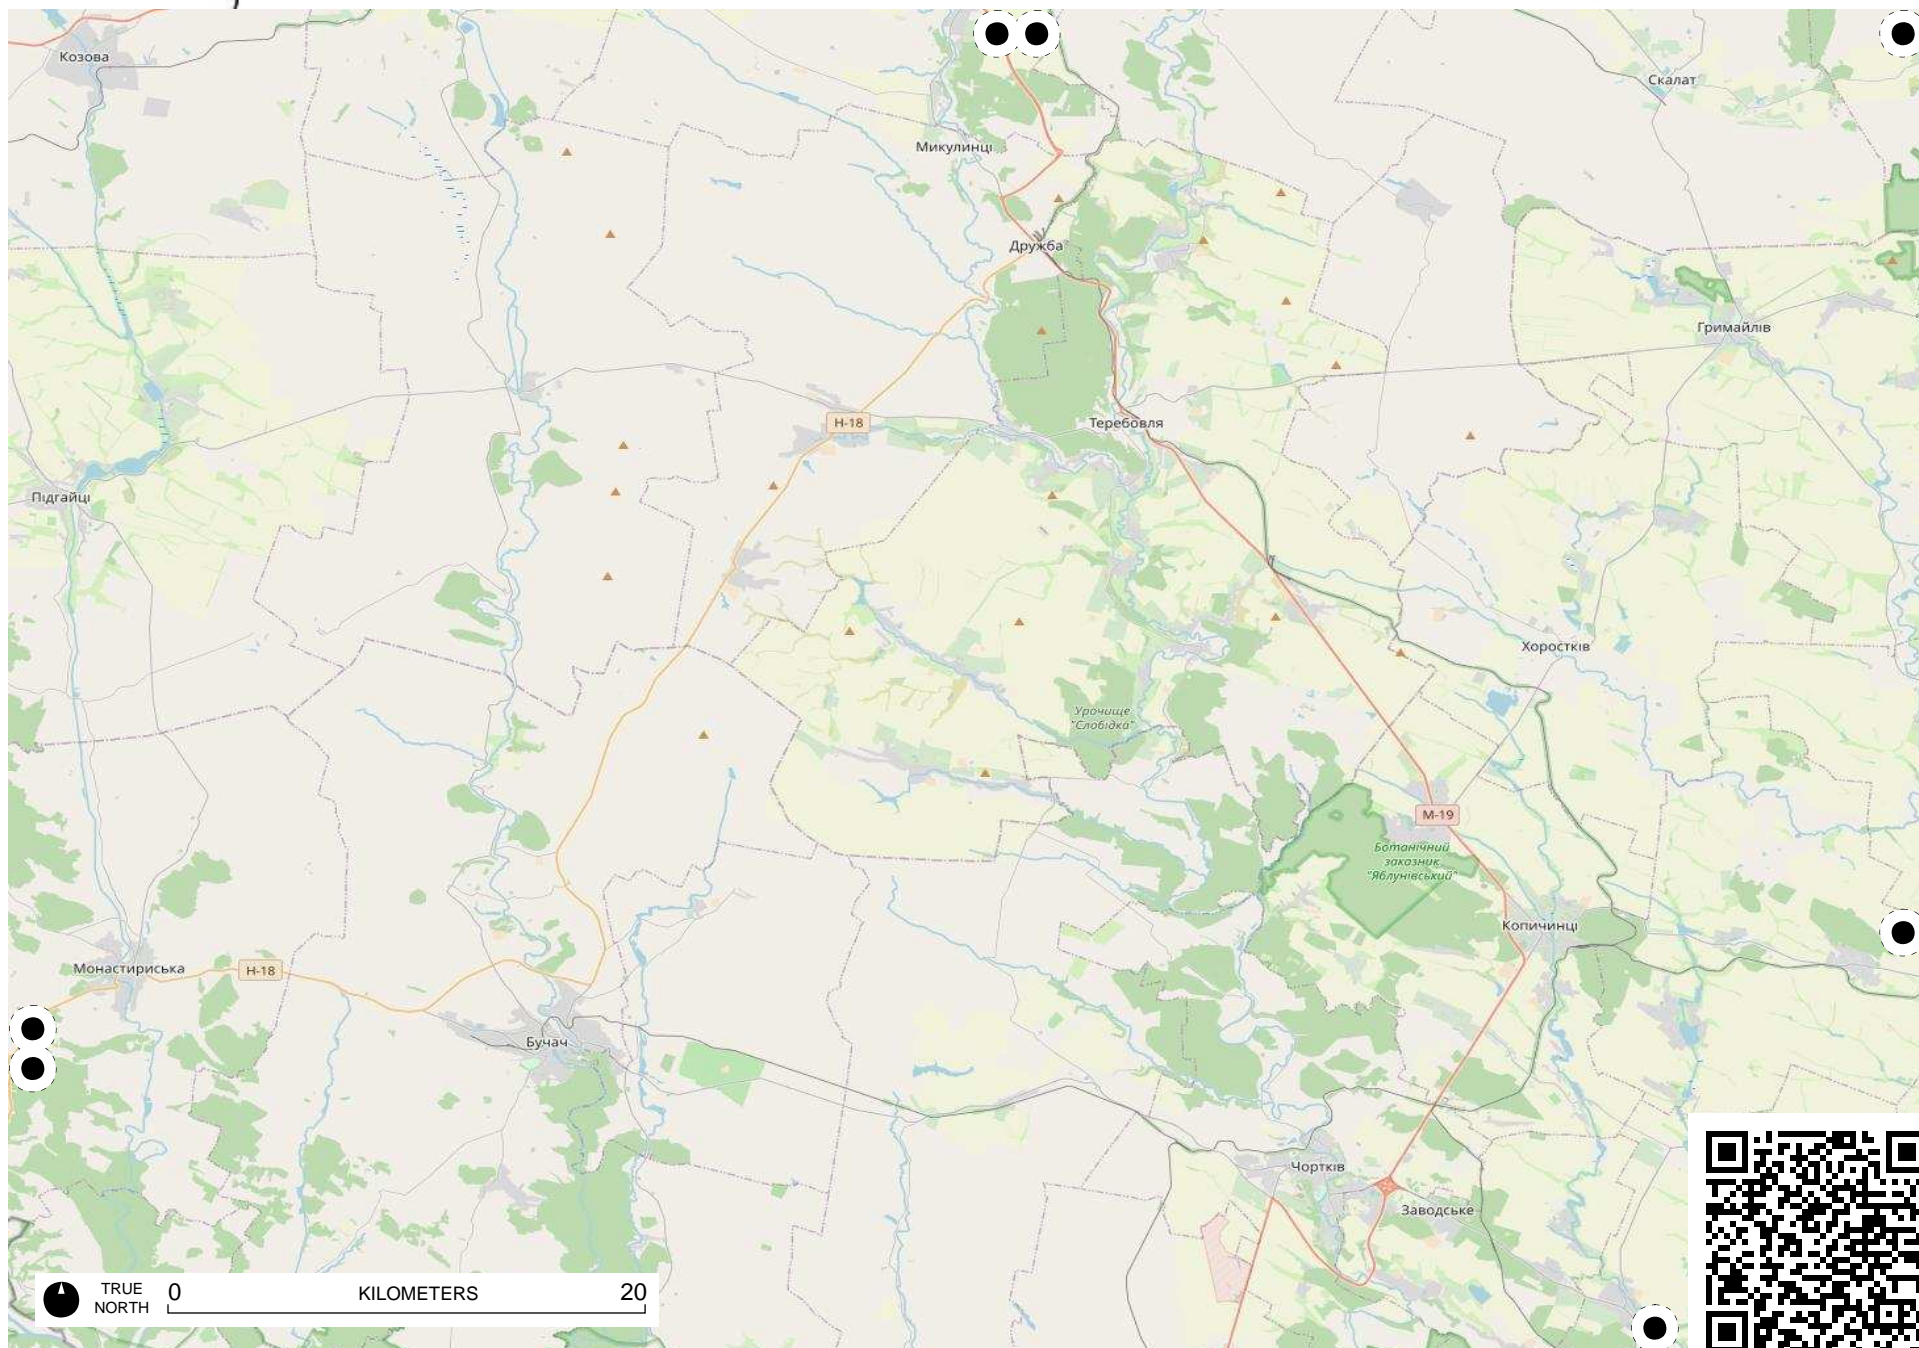 Козова
Скалат
Микулинці
Дружба
Гримайлів
Н-18
Теребовля
Підгайці
Хоростків
Урочище
"Слобідка"
М-19
Ботанічний
заказник
"Яблунівський"
Копичинці
Монастириська
Н-18
Бучач
Чортків
Заводське
TRUE
NORTH
0
KILOMETERS
20